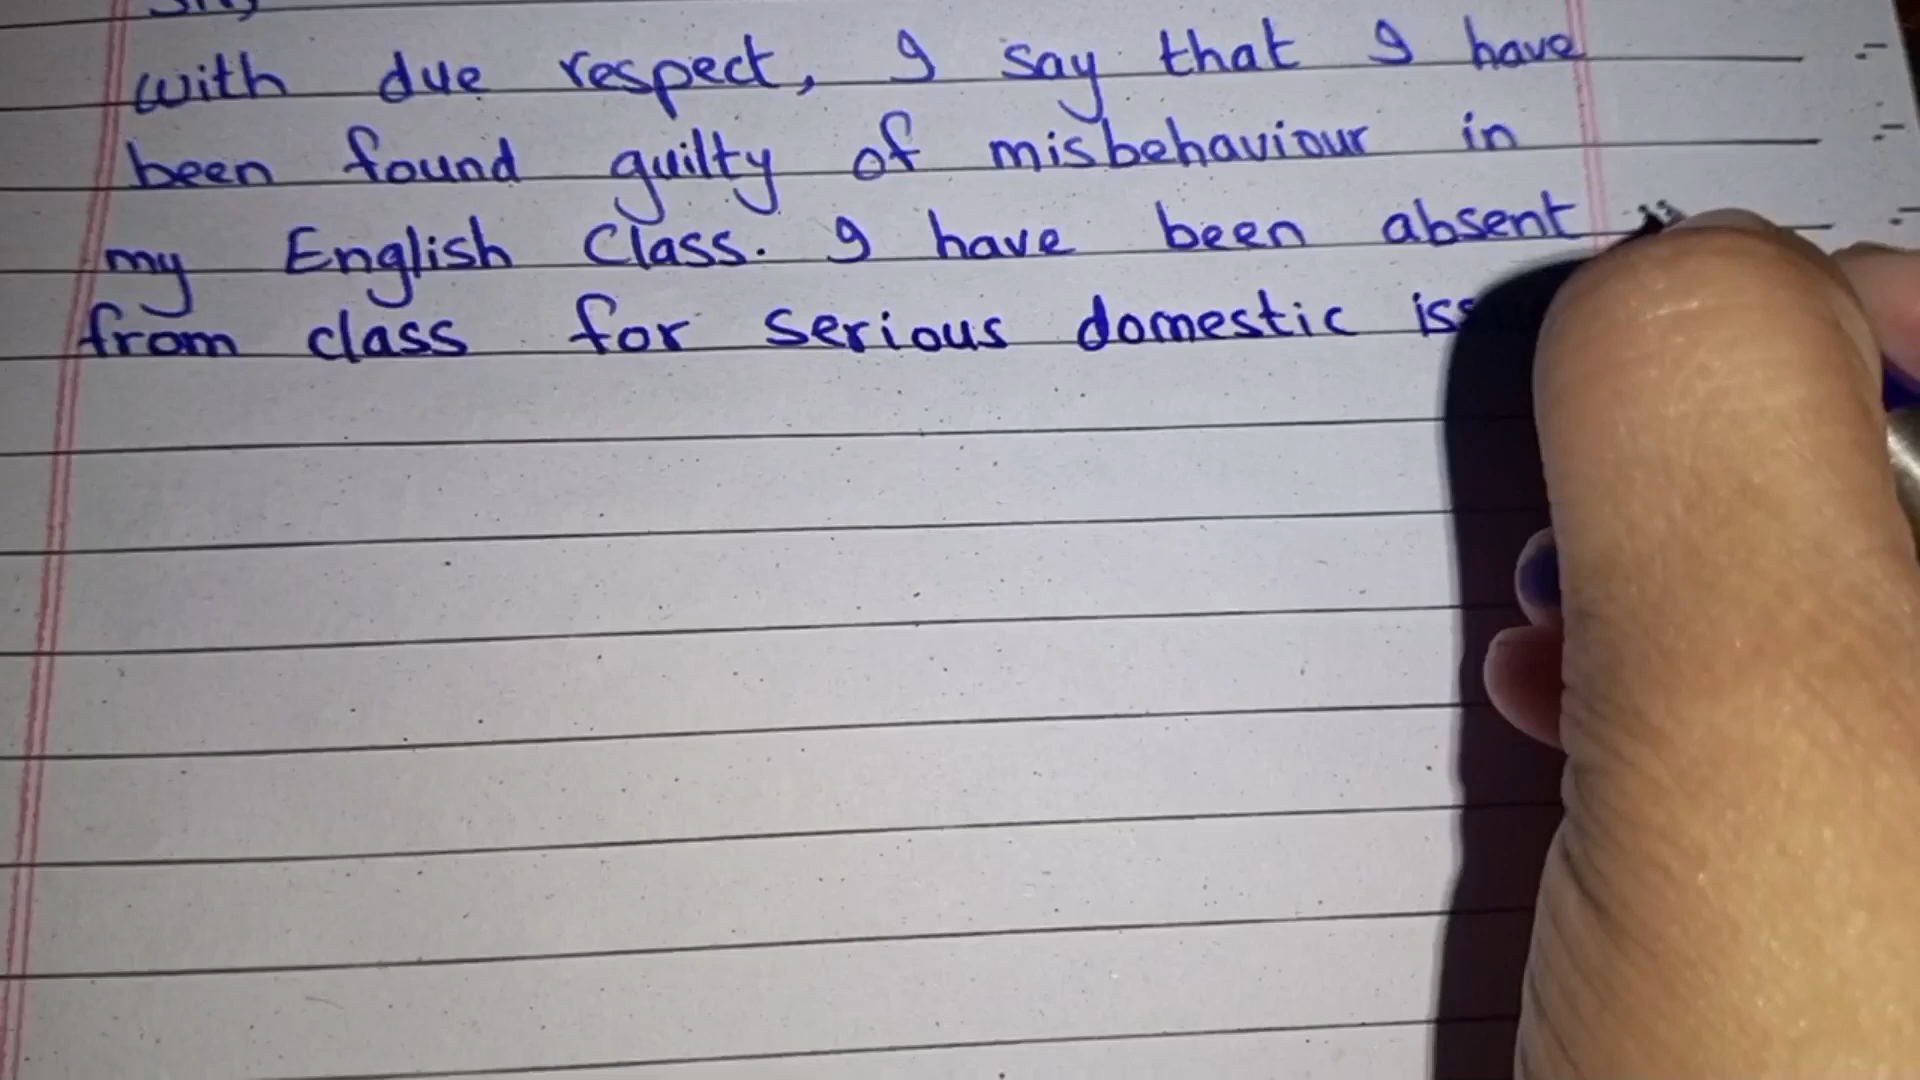 with due respect, I say that I have
been found guilty of misbehaviour in
my English Class. I have been absent
from class for serious domestic